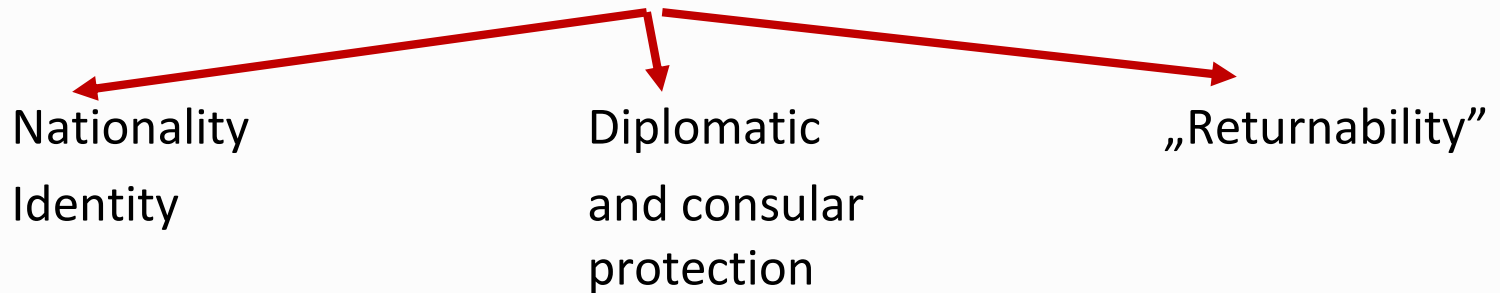 Nationality
Identity
Diplomatic
and consular
protection
„Returnability”